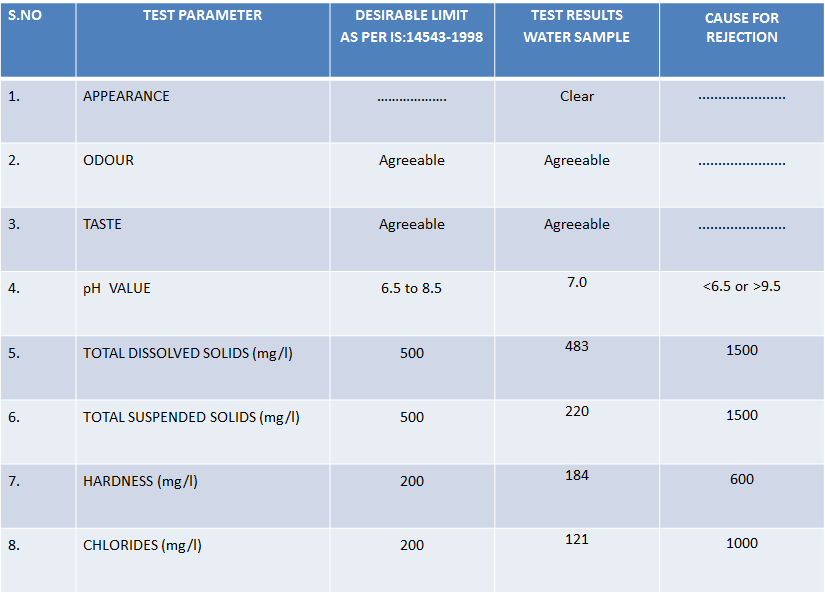 S.NO TEST PARAMETER DESIRABLE LIMIT TEST RESULTS CAUSE FOR
AS PER IS:14543-1998 WATER SAMPLE REJECTION
1. APPEARANCE ................... Clear ......................
2. ODOUR Agreeable Agreeable ......................
3. TASTE Agreeable Agreeable ......................
4. pH VALUE 6.5 to 8.5 7.0 <6.5 or >9.5
5. TOTAL DISSOLVED SOLIDS (mg/l) 500 483 1500
6. TOTAL SUSPENDED SOLIDS (mg/l) 500 220 1500
7. HARDNESS (mg/l) 200 184 600
8. CHLORIDES (mg/l) 200 121 1000